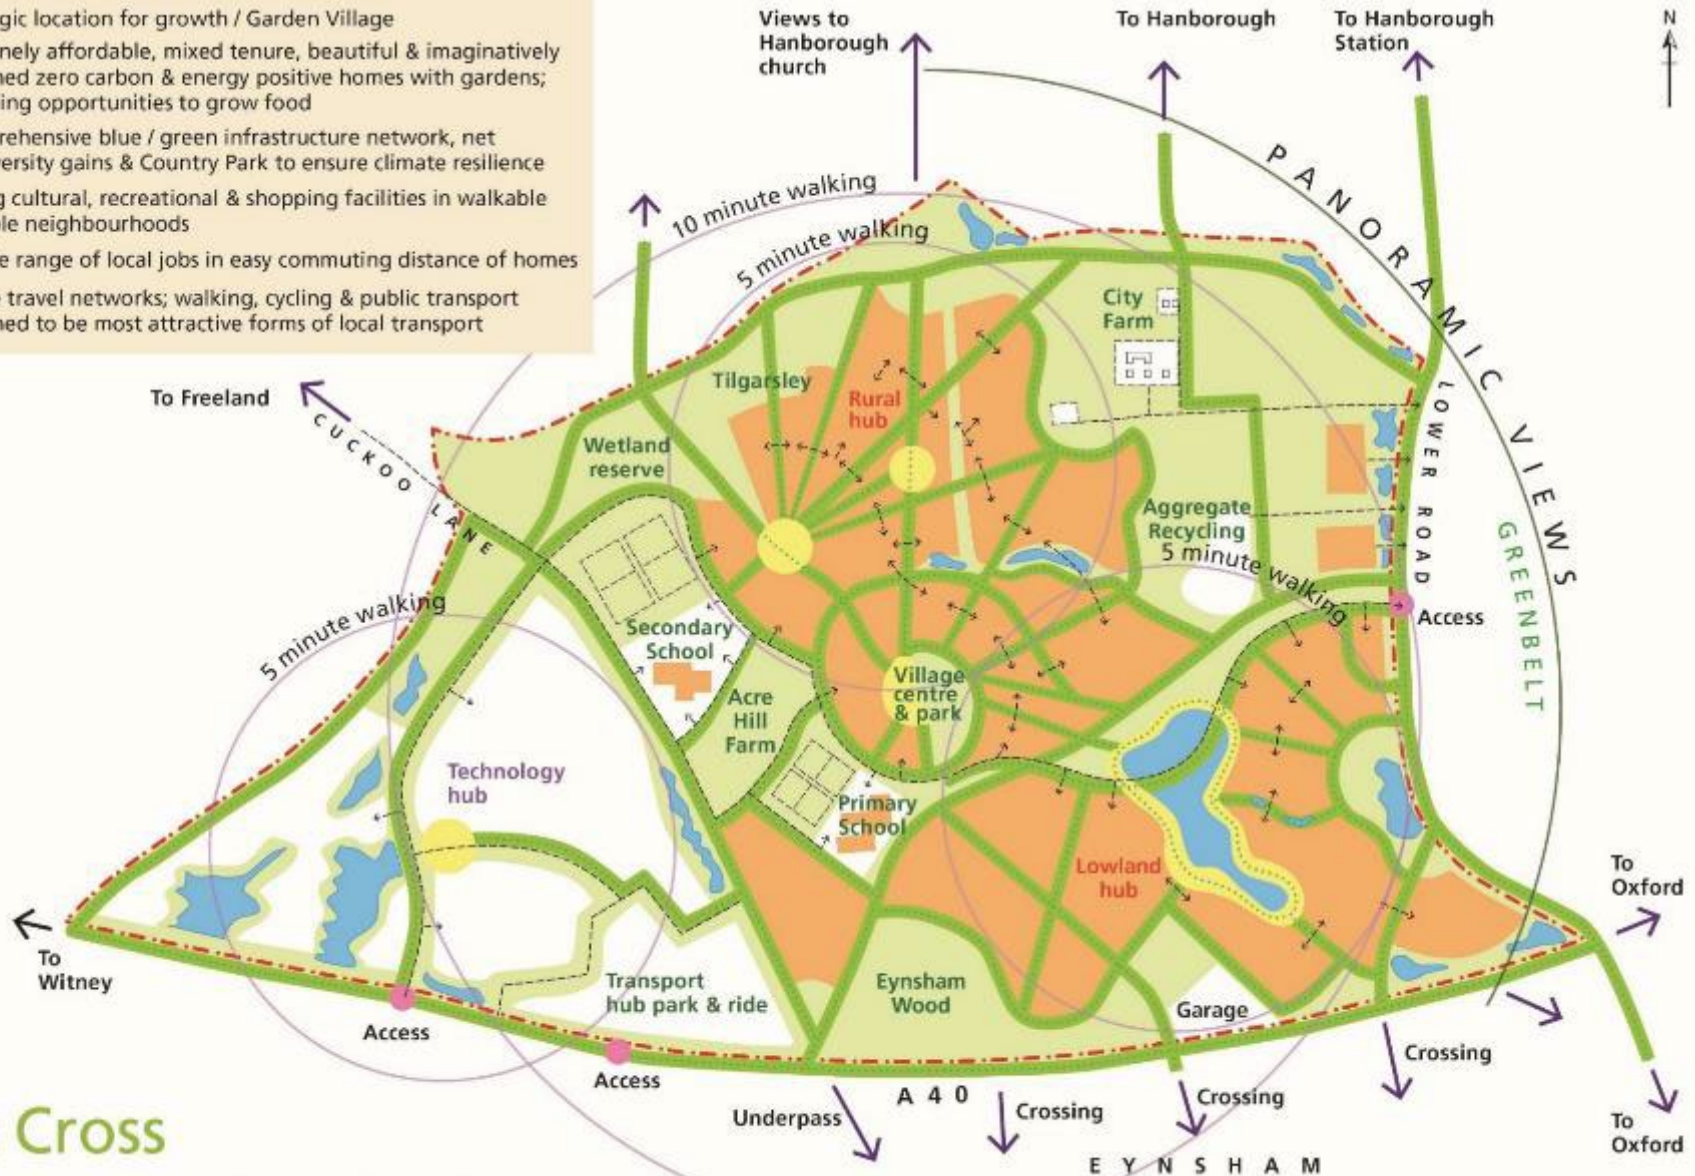 gic location for growth / Garden Village
nely affordable, mixed tenure, beautiful & imaginatively
ned zero carbon & energy positive homes with gardens;
ing opportunities to grow food
rehensive blue / green infrastructure network, net
versity gains & Country Park to ensure climate resilience
g cultural, recreational & shopping facilities in walkable
le neighbourhoods
e range of local jobs in easy commuting distance of homes
e travel networks; walking, cycling & public transport
ned to be most attractive forms of local transport
Views to
Hanborough
church
To Hanborough
To Hanborough
Station
N
PANORAMIC VIEWS
10 minute walking
5 minute walking
City
Farm
Tilgarsley
Rural
hub
To Freeland
CUCKOO LANE
Wetland
reserve
LOWER ROAD
Aggregate
Recycling
5 minute walking
GREENBELT
5 minute walking
Secondary
School
Access
Village
centre
& park
Acre
Hill
Farm
Technology
hub
Primary
School
Lowland
hub
To
Oxford
To
Witney
Transport
hub park & ride
Eynsham
Wood
Garage
Access
Access
Crossing
A40
Underpass
Crossing
Crossing
To
Oxford
Cross
EYNSHAM